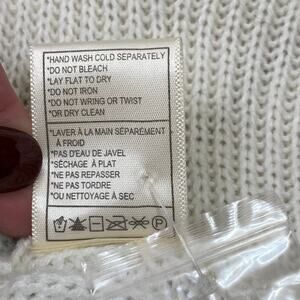 *HAND WASH COLD SEPARATELY
*DO NOT BLEACH
*LAY FLAT TO DRY
*DO NOT IRON
*DO NOT WRING OR TWIST
*OR DRY CLEAN
*LAVER À LA MAIN SÉPARÉMENT
À FROID
*PAS D'EAU DE JAVEL
*SÉCHAGE À PLAT
*NE PAS REPASSER
*NE PAS TORDRE
*OU NETTOYAGE À SEC
P